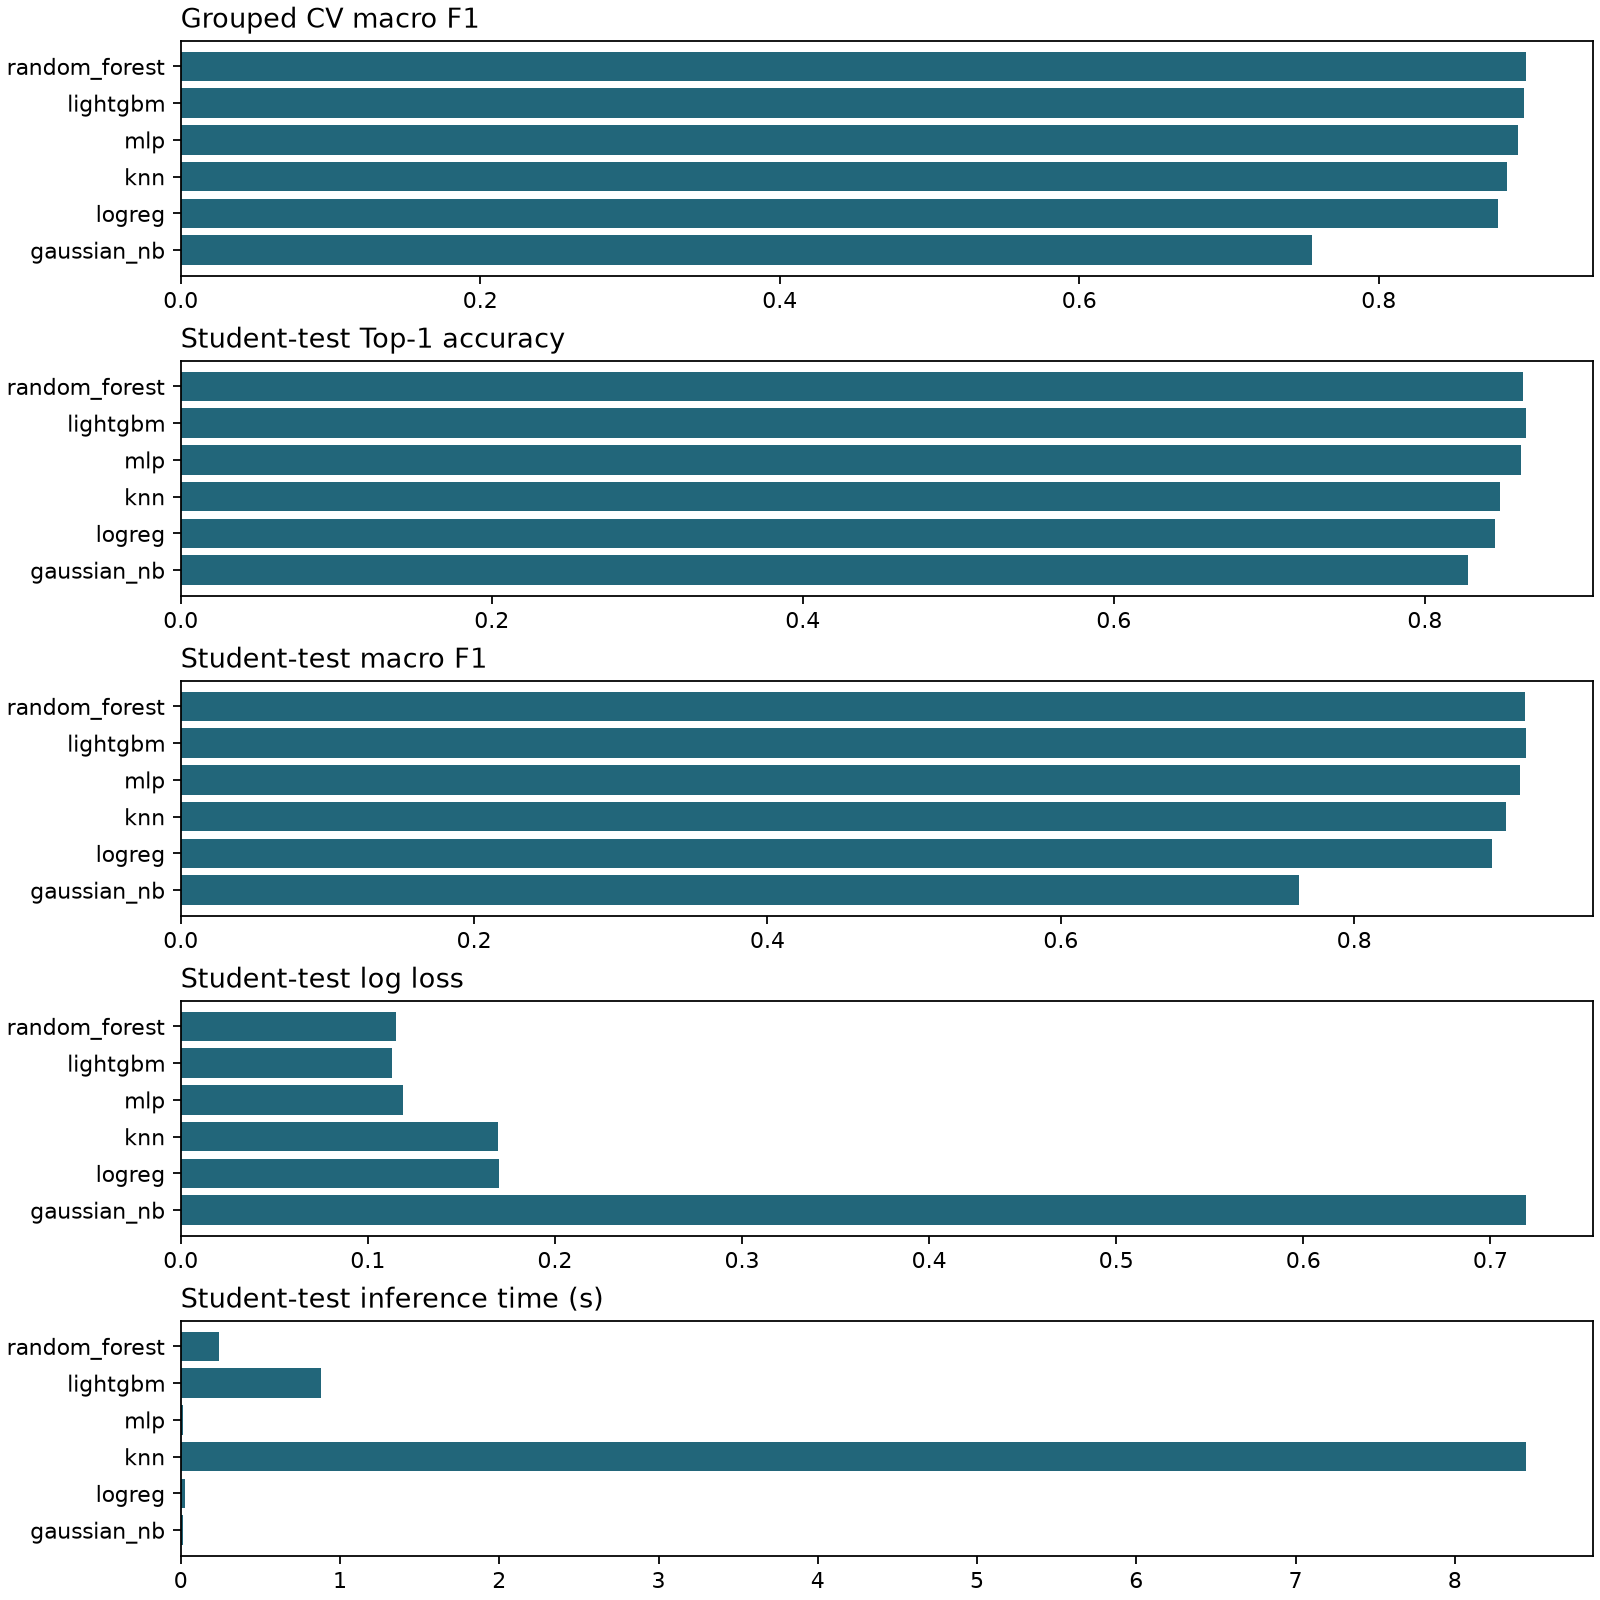 Grouped CV macro F1
random_forest
lightgbm
mlp
knn
logreg
gaussian_nb
0.0 0.2 0.4 0.6 0.8
Student-test Top-1 accuracy
random_forest
lightgbm
mlp
knn
logreg
gaussian_nb
0.0 0.2 0.4 0.6 0.8
Student-test macro F1
random_forest
lightgbm
mlp
knn
logreg
gaussian_nb
0.0 0.2 0.4 0.6 0.8
Student-test log loss
random_forest
lightgbm
mlp
knn
logreg
gaussian_nb
0.0 0.1 0.2 0.3 0.4 0.5 0.6 0.7
Student-test inference time (s)
random_forest
lightgbm
mlp
knn
logreg
gaussian_nb
0 1 2 3 4 5 6 7 8